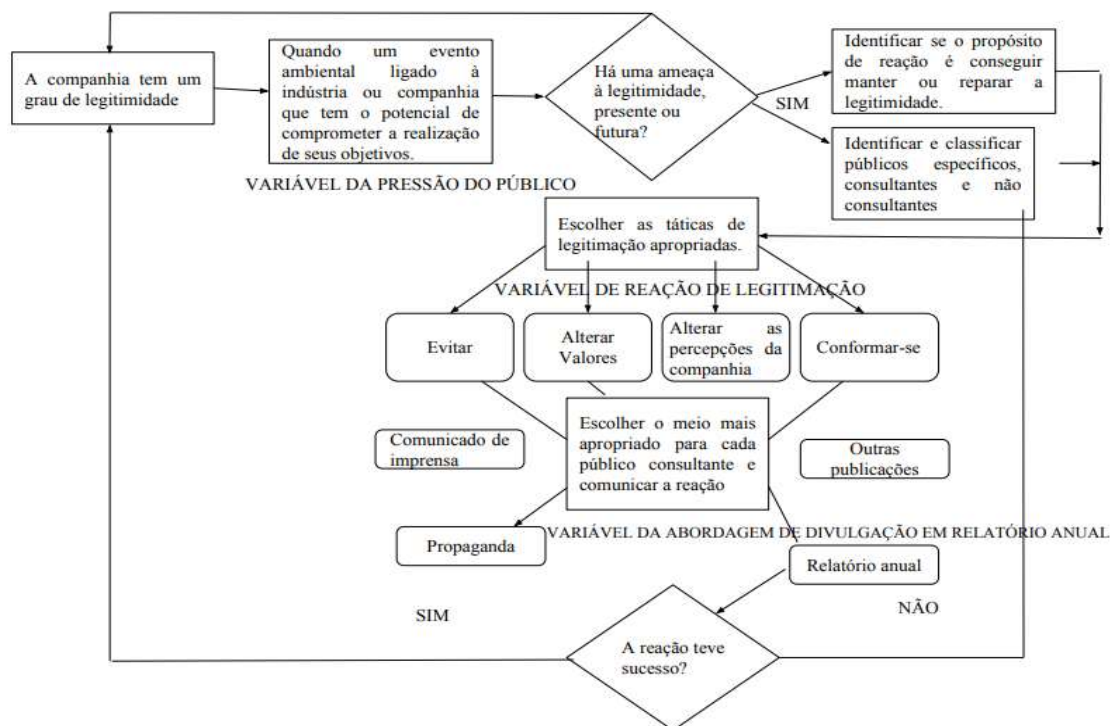 A companhia tem um
grau de legitimidade
Quando um evento
ambiental ligado à
indústria ou companhia
que tem o potencial de
comprometer a realização
de seus objetivos.
Há uma ameaça
à legitimidade,
presente ou
futura?
SIM
Identificar se o propósito
de reação é conseguir
manter ou reparar a
legitimidade.
Identificar e classificar
públicos específicos,
consultantes e não
consultantes
VARIÁVEL DA PRESSÃO DO PÚBLICO
Escolher as táticas de
legitimação apropriadas.
VARIÁVEL DE REAÇÃO DE LEGITIMAÇÃO
Evitar
Alterar
Valores
Alterar as
percepções da
companhia
Conformar-se
Escolher o meio mais
apropriado para cada
público consultante e
comunicar a reação
Comunicado de
imprensa
Outras
publicações
Propaganda
VARIÁVEL DA ABORDAGEM DE DIVULGAÇÃO EM RELATÓRIO ANUAL
Relatório anual
SIM
NÃO
A reação teve
sucesso?